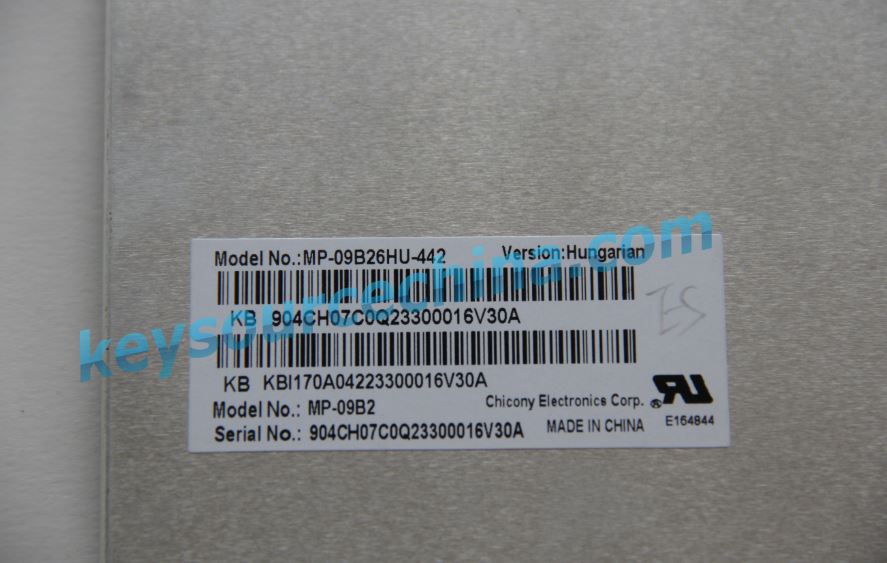 Model No.:MP-09B26HU-442 Version:Hungarian
KB 904CH07C0Q23300016V30A
KB KBI170A04223300016V30A
Model No.: MP-09B2 Chicony Electronics Corp.
Serial No.: 904CH07C0Q23300016V30A MADE IN CHINA E164844
ES
keysourcechina.com